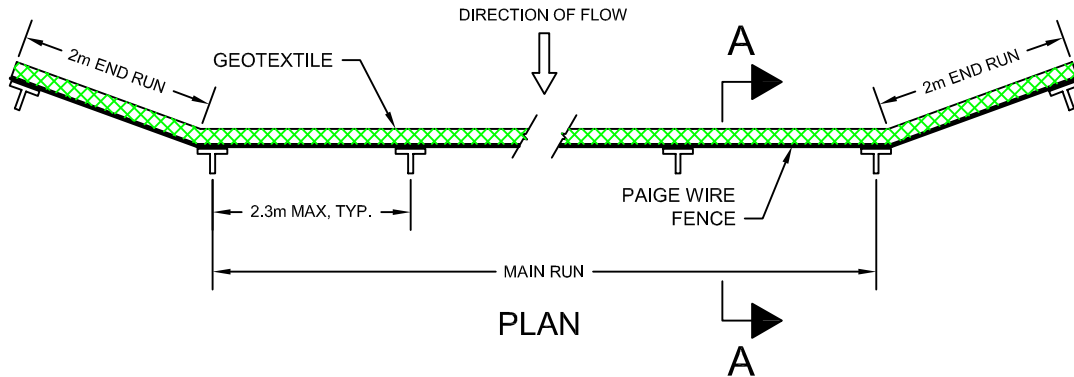 DIRECTION OF FLOW
A
2m END RUN
GEOTEXTILE
2m END RUN
2.3m MAX, TYP.
PAIGE WIRE
FENCE
MAIN RUN
PLAN
A